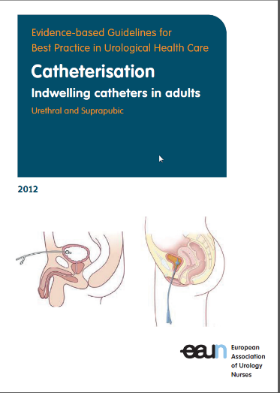 Evidence-based Guidelines for
Best Practice in Urological Health Care
Catheterisation
Indwelling catheters in adults
Urethral and Suprapubic
2012
eaun
European
Association
of Urology
Nurses